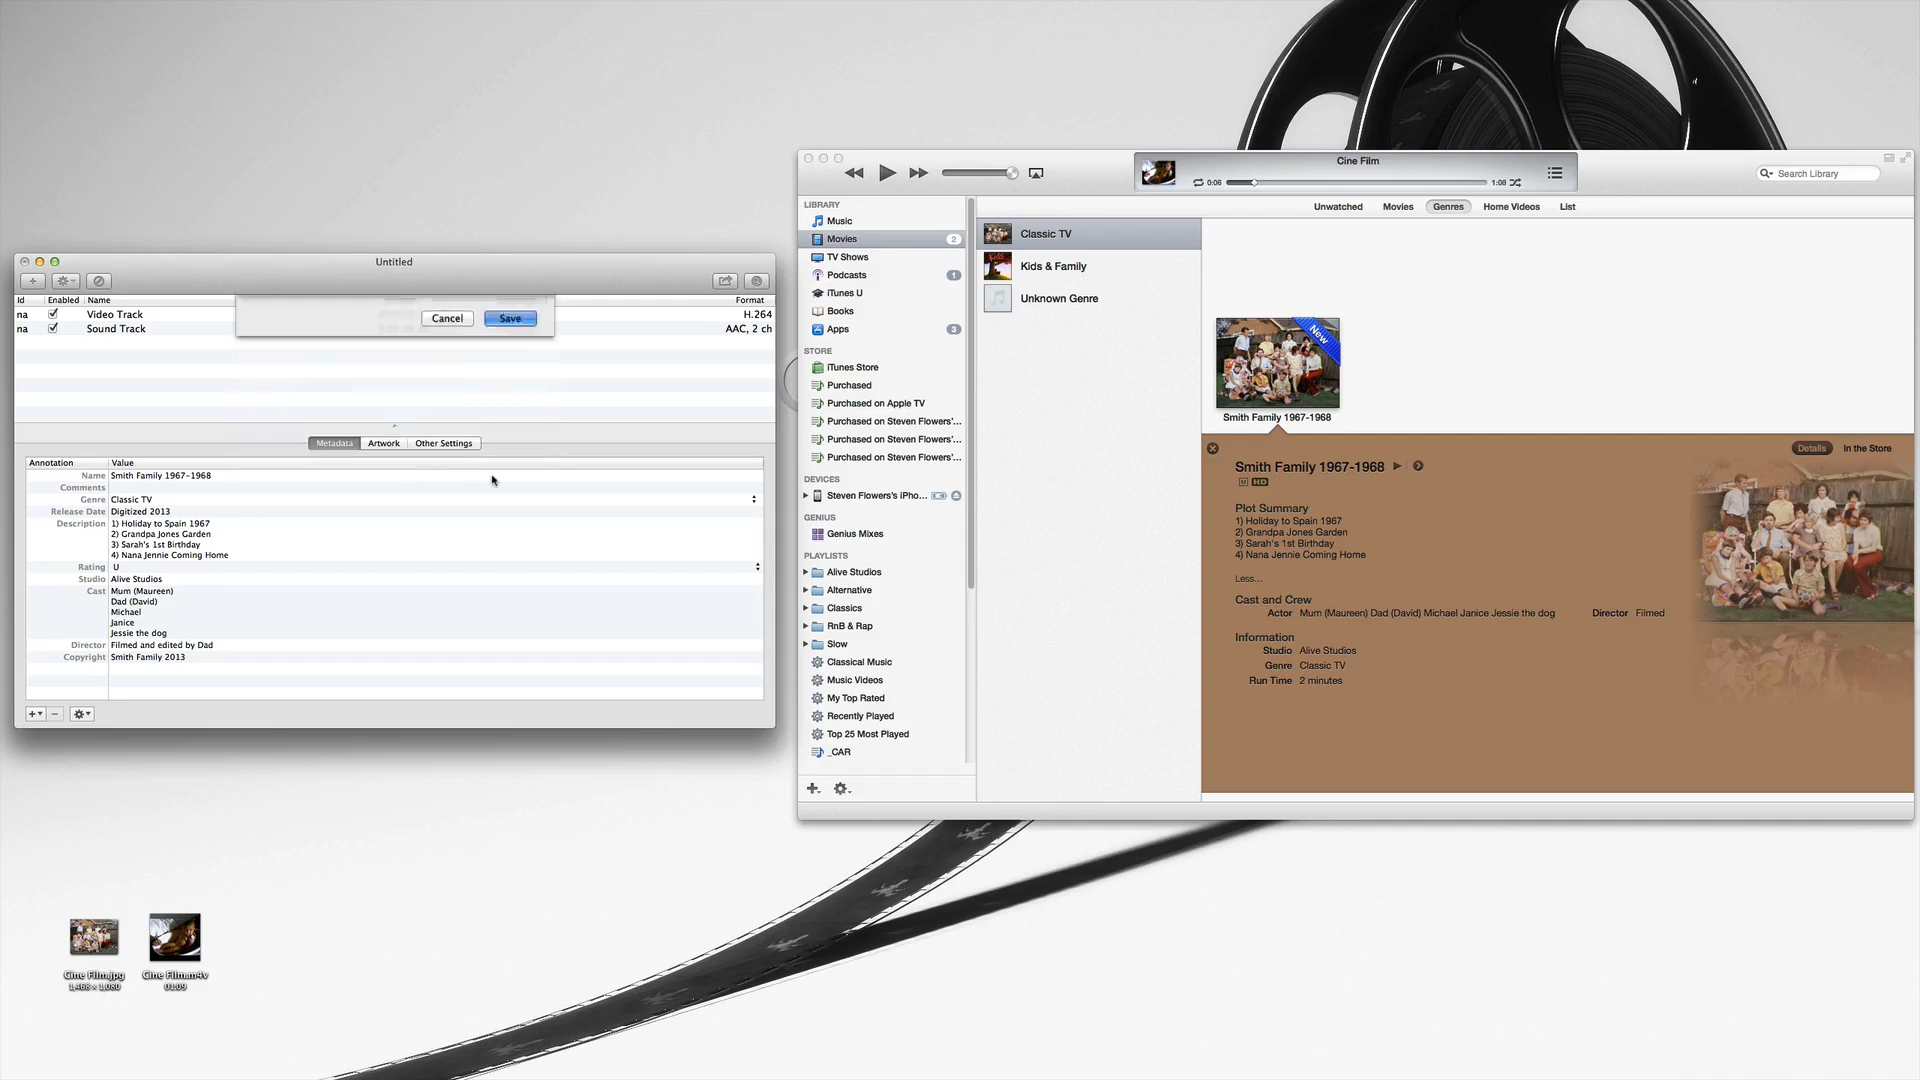 Untitled
Id Enabled Name Format
na Video Track H.264
na Sound Track AAC, 2 ch
Cancel Save
Metadata Artwork Other Settings
Annotation Value
Name Smith Family 1967-1968
Comments
Genre Classic TV
Release Date Digitized 2013
Description 1) Holiday to Spain 1967
2) Grandpa Jones Garden
3) Sarah's 1st Birthday
4) Nana Jennie Coming Home
Rating U
Studio Alive Studios
Cast Mum (Maureen)
Dad (David)
Michael
Janice
Jessie the dog
Director Filmed and edited by Dad
Copyright Smith Family 2013
Cine Film.jpg
1,468 × 1,080
Cine Film.m4v
01:09
Cine Film
0:06 1:08
Search Library
LIBRARY
Music
Movies 2
TV Shows
Podcasts 1
iTunes U
Books
Apps 3
STORE
iTunes Store
Purchased
Purchased on Apple TV
Purchased on Steven Flowers'...
Purchased on Steven Flowers'...
Purchased on Steven Flowers'...
DEVICES
Steven Flowers's iPho...
GENIUS
Genius Mixes
PLAYLISTS
Alive Studios
Alternative
Classics
RnB & Rap
Slow
Classical Music
Music Videos
My Top Rated
Recently Played
Top 25 Most Played
_CAR
Unwatched Movies Genres Home Videos List
Classic TV
KIDS
Kids & Family
Unknown Genre
New
Smith Family 1967-1968
Details In the Store
Smith Family 1967-1968
U HD
Plot Summary
1) Holiday to Spain 1967
2) Grandpa Jones Garden
3) Sarah's 1st Birthday
4) Nana Jennie Coming Home
Less...
Cast and Crew
Actor Mum (Maureen) Dad (David) Michael Janice Jessie the dog Director Filmed
Information
Studio Alive Studios
Genre Classic TV
Run Time 2 minutes